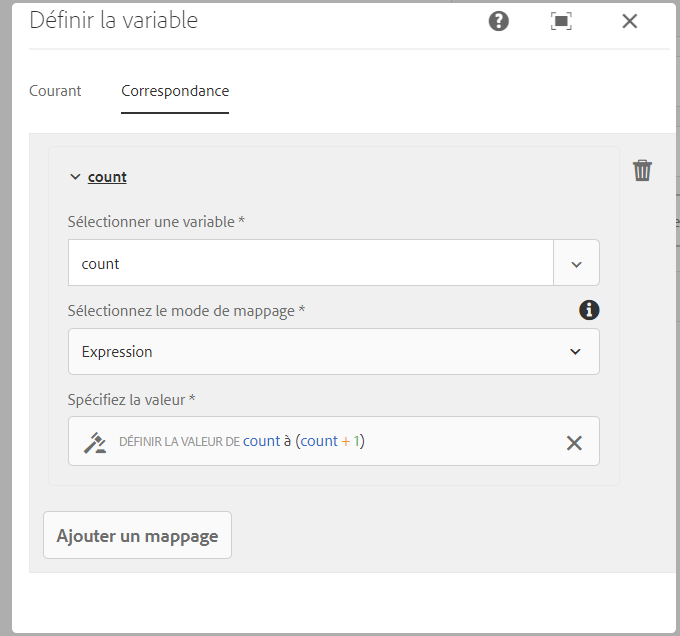 Définir la variable
Courant Correspondance
count
Sélectionner une variable *
count
Sélectionnez le mode de mappage *
Expression
Spécifiez la valeur *
DÉFINIR LA VALEUR DE count à (count + 1)
Ajouter un mappage